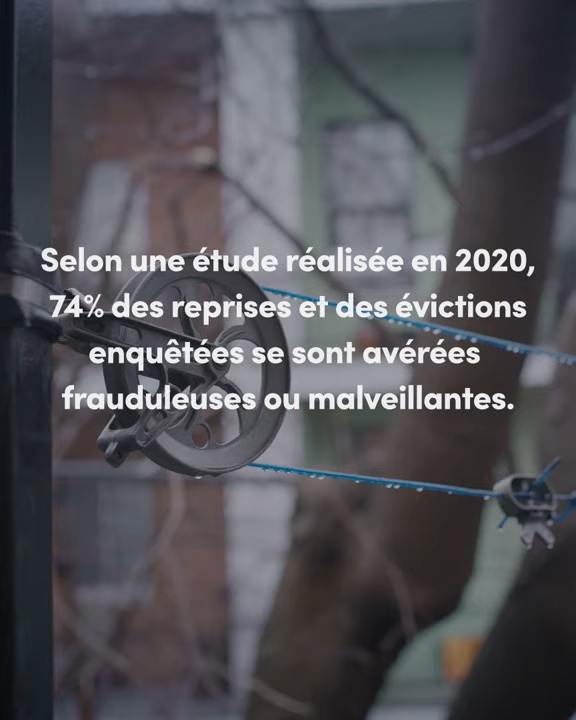 Selon une étude réalisée en 2020,
74% des reprises et des évictions
enquêtées se sont avérées
frauduleuses ou malveillantes.